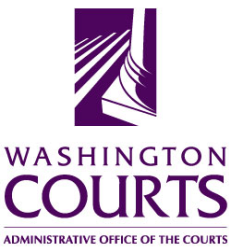 WASHINGTON
COURTS
ADMINISTRATIVE OFFICE OF THE COURTS